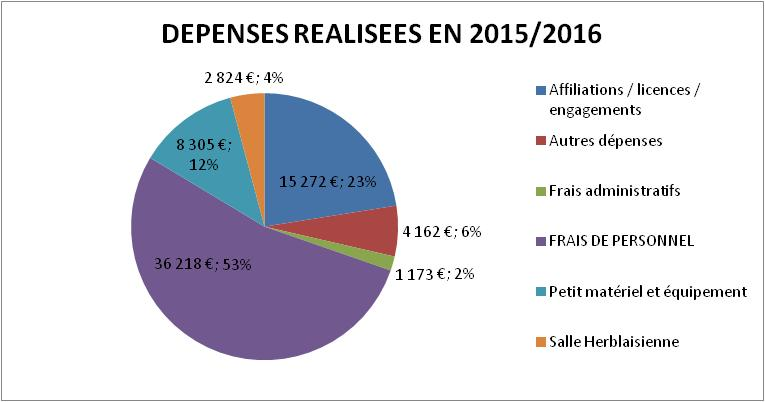 DEPENSES REALISEES EN 2015/2016
2 824 €; 4%
8 305 €;
12%
15 272 €; 23%
4 162 €; 6%
1 173 €; 2%
36 218 €; 53%
Affiliations / licences /
engagements
Autres dépenses
Frais administratifs
FRAIS DE PERSONNEL
Petit matériel et équipement
Salle Herblaisienne